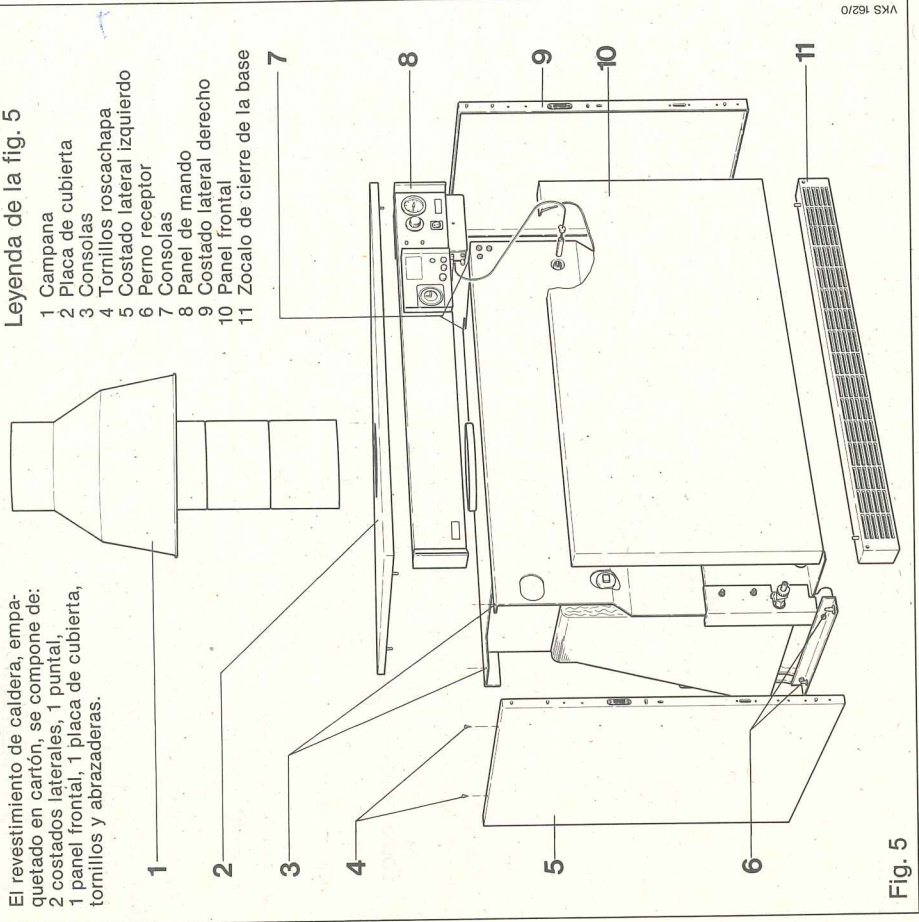 El revestimiento de caldera, empa-
quetado en cartón, se compone de:
2 costados laterales, 1 puntal,
1 panel frontal, 1 placa de cubierta,
tornillos y abrazaderas.
Leyenda de la fig. 5
1 Campana
2 Placa de cubierta
3 Consolas
4 Tornillos roscachapa
5 Costado lateral izquierdo
6 Perno receptor
7 Consolas
8 Panel de mando
9 Costado lateral derecho
10 Panel frontal
11 Zocalo de cierre de la base
1
2
3
4
5
6
7
8
9
10
11
Fig. 5
VKS 162/0